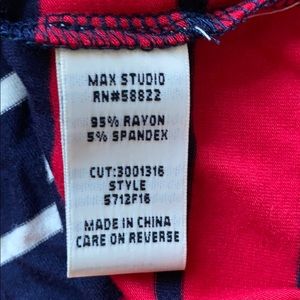 MAX STUDIO
RN#58822
95% RAYON
5% SPANDEX
CUT:3001316
STYLE
5712F16
MADE IN CHINA
CARE ON REVERSE